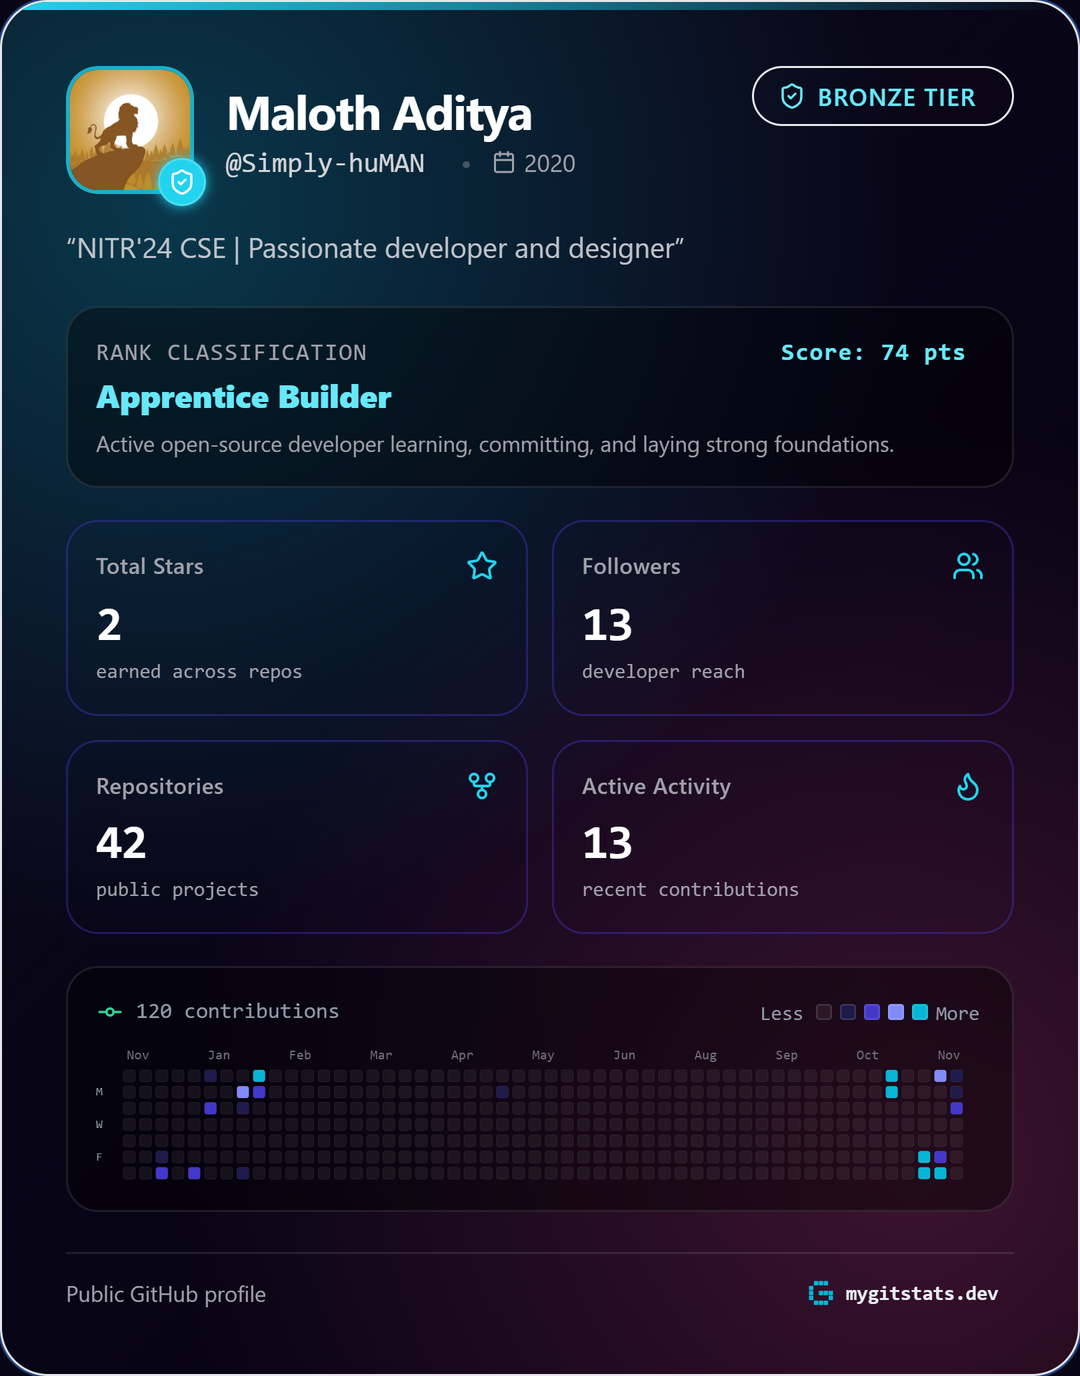 Maloth Aditya
@Simply-huMAN • 2020
BRONZE TIER
“NITR'24 CSE | Passionate developer and designer”
RANK CLASSIFICATION
Score: 74 pts
Apprentice Builder
Active open-source developer learning, committing, and laying strong foundations.
Total Stars
2
earned across repos
Followers
13
developer reach
Repositories
42
public projects
Active Activity
13
recent contributions
120 contributions
Less More
Nov Jan Feb Mar Apr May Jun Aug Sep Oct Nov
M
W
F
Public GitHub profile
mygitstats.dev